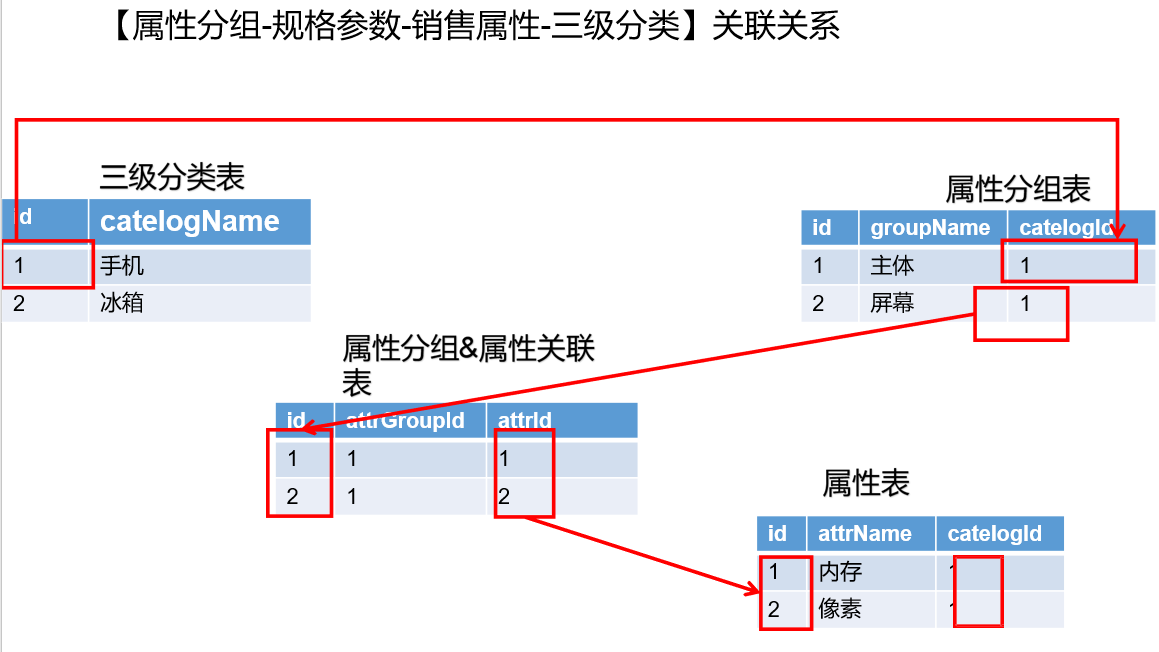 【属性分组-规格参数-销售属性-三级分类】关联关系
三级分类表
id catelogName
1 手机
2 冰箱
属性分组表
id groupName catelogId
1 主体 1
2 屏幕 1
属性分组&属性关联
表
id attrGroupId attrId
1 1 1
2 1 2
属性表
id attrName catelogId
1 内存 1
2 像素 1